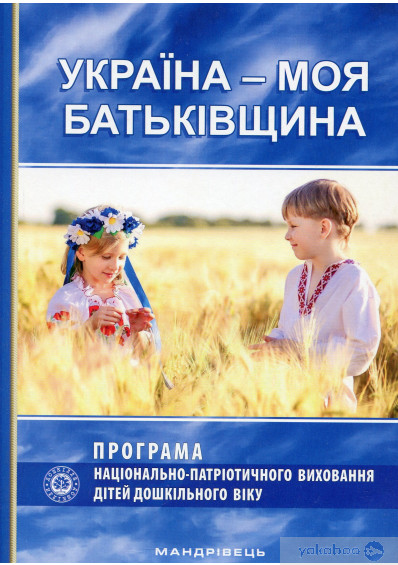 УКРАЇНА – МОЯ
БАТЬКІВЩИНА
ПРОГРАМА
НАЦІОНАЛЬНО-ПАТРІОТИЧНОГО ВИХОВАННЯ
ДІТЕЙ ДОШКІЛЬНОГО ВІКУ
МАНДРІВЕЦЬ
yakaboo